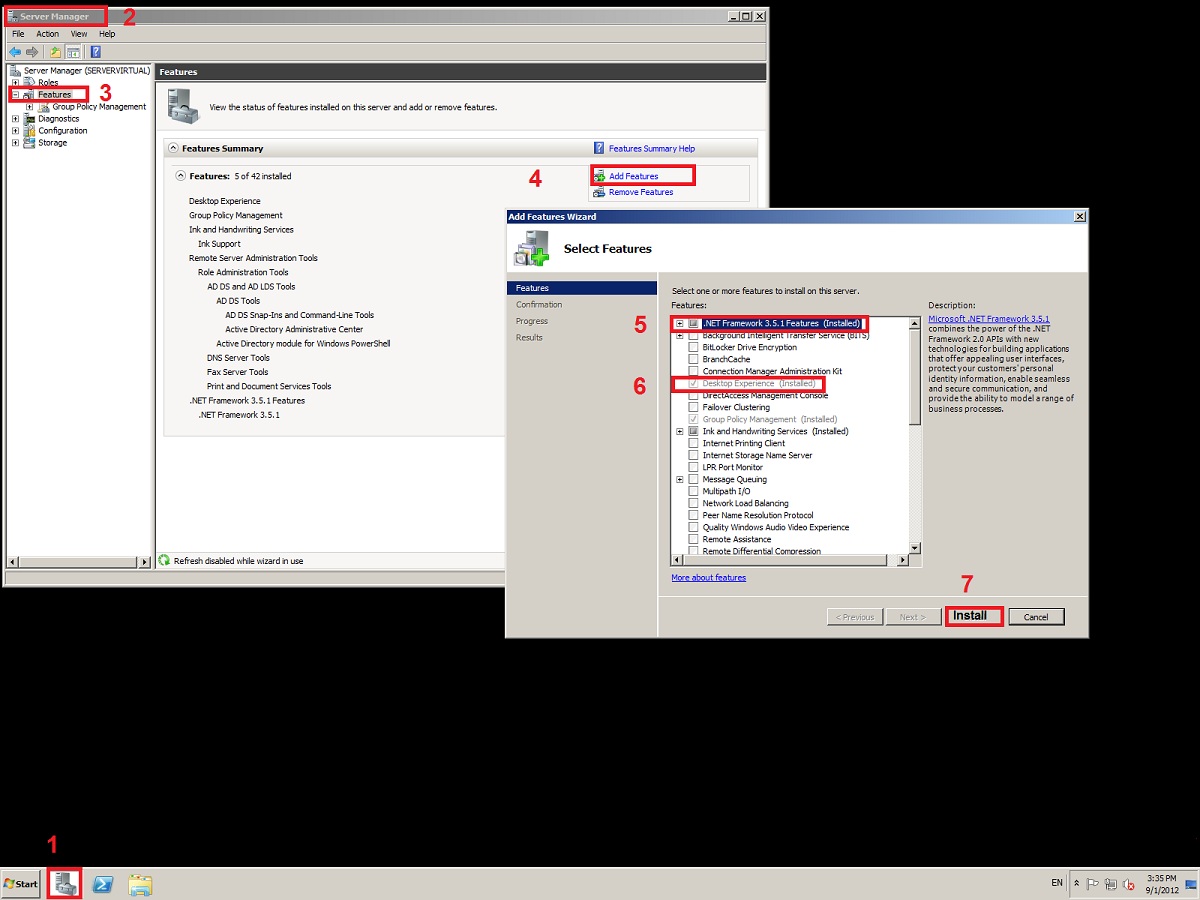 Server Manager
2
File Action View Help
Server Manager (SERVERVIRTUAL)
Roles
Features
3
Group Policy Management
Diagnostics
Configuration
Storage
Features
View the status of features installed on this server and add or remove features.
Features Summary
Features Summary Help
Features: 5 of 42 installed
4
Add Features
Remove Features
Desktop Experience
Group Policy Management
Ink and Handwriting Services
Ink Support
Remote Server Administration Tools
Role Administration Tools
AD DS and AD LDS Tools
AD DS Tools
AD DS Snap-Ins and Command-Line Tools
Active Directory Administrative Center
Active Directory module for Windows PowerShell
DNS Server Tools
Fax Server Tools
Print and Document Services Tools
.NET Framework 3.5.1 Features
.NET Framework 3.5.1
Refresh disabled while wizard in use
Add Features Wizard
Select Features
Features
Confirmation
Progress
Results
Select one or more features to install on this server.
Features:
5
.NET Framework 3.5.1 Features (Installed)
Background Intelligent Transfer Service (BITS)
BitLocker Drive Encryption
BranchCache
Connection Manager Administration Kit
6
Desktop Experience (Installed)
DirectAccess Management Console
Failover Clustering
Group Policy Management (Installed)
Ink and Handwriting Services (Installed)
Internet Printing Client
Internet Storage Name Server
LPR Port Monitor
Message Queuing
Multipath I/O
Network Load Balancing
Peer Name Resolution Protocol
Quality Windows Audio Video Experience
Remote Assistance
Remote Differential Compression
More about features
Description:
Microsoft .NET Framework 3.5.1
combines the power of the .NET
Framework 2.0 APIs with new
technologies for building applications
that offer appealing user interfaces,
protect your customers' personal
identity information, enable seamless
and secure communication, and
provide the ability to model a range of
business processes.
7
< Previous
Next >
Install
Cancel
1
Start
EN
3:35 PM
9/1/2012